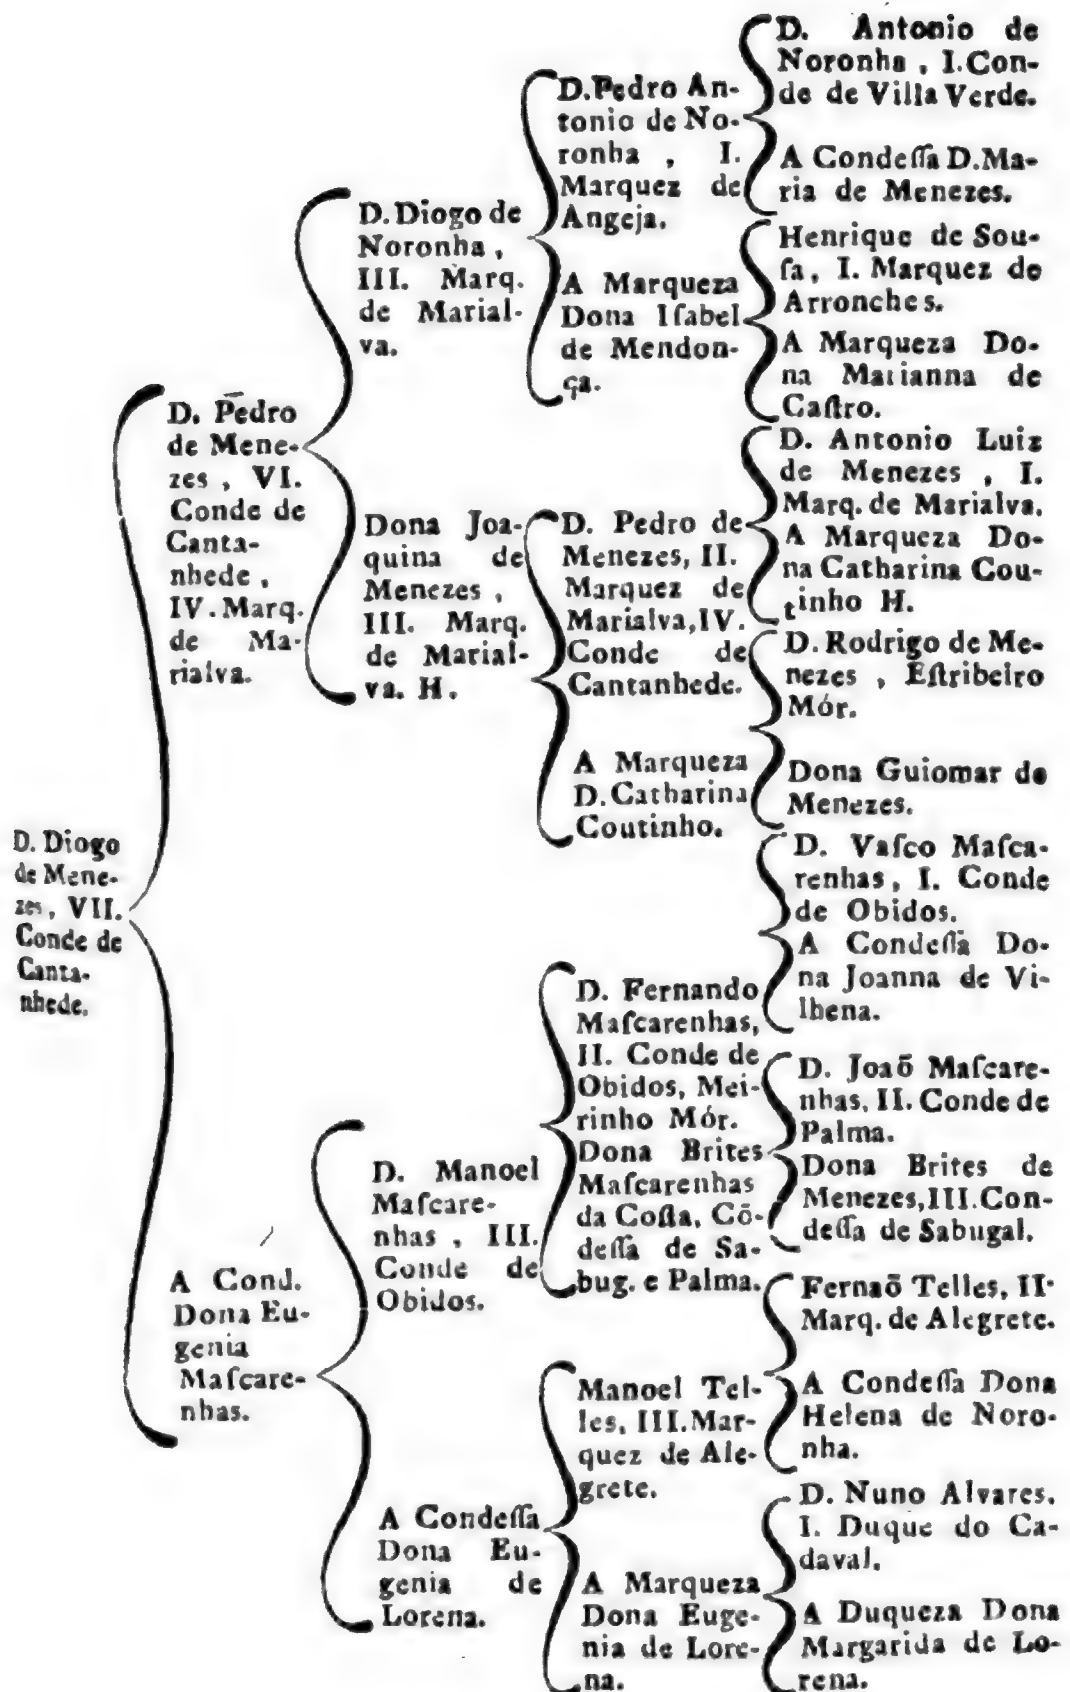 D. Diogo
de Mene-
zes, VII.
Conde de
Canta-
nhede.
D. Pedro
de Mene-
zes, VI.
Conde de
Canta-
nhede,
IV. Marq.
de Ma-
rialva.
A Cond.
Dona Eu-
genia
Maſcare-
nhas.
D. Diogo de
Noronha,
III. Marq.
de Marial-
va.
Dona Joa-
quina de
Menezes,
III. Marq.
de Marial-
va. H.
D. Manoel
Maſcare-
nhas, III.
Conde de
Obidos.
A Condeſſa
Dona Eu-
genia de
Lorena.
D. Pedro An-
tonio de No-
ronha, I.
Marquez de
Angeja.
A Marqueza
Dona Iſabel
de Mendon-
ça.
D. Pedro de
Menezes, II.
Marquez de
Marialva, IV.
Conde de
Cantanhede.
A Marqueza
D. Catharina
Coutinho.
D. Fernando
Maſcarenhas,
II. Conde de
Obidos, Mei-
rinho Mór.
Dona Brites
Maſcarenhas
da Coſta, Cō-
deſſa de Sa-
bug. e Palma.
Manoel Tel-
les, III. Mar-
quez de Ale-
grete.
A Marqueza
Dona Euge-
nia de Lore-
na.
D. Antonio de
Noronha, I. Con-
de de Villa Verde.
A Condeſſa D. Ma-
ria de Menezes.
Henrique de Sou-
ſa, I. Marquez de
Arronches.
A Marqueza Do-
na Marianna de
Caſtro.
D. Antonio Luiz
de Menezes, I.
Marq. de Marialva.
A Marqueza Do-
na Catharina Cou-
tinho H.
D. Rodrigo de Me-
nezes, Eſtribeiro
Mór.
Dona Guiomar de
Menezes.
D. Vaſco Maſca-
renhas, I. Conde
de Obidos.
A Condeſſa Do-
na Joanna de Vi-
lhena.
D. Joaõ Maſcare-
nhas, II. Conde de
Palma.
Dona Brites de
Menezes, III. Con-
deſſa de Sabugal.
Fernaõ Telles, II.
Marq. de Alegrete.
A Condeſſa Dona
Helena de Noro-
nha.
D. Nuno Alvares,
I. Duque do Ca-
daval.
A Duqueza Dona
Margarida de Lo-
rena.